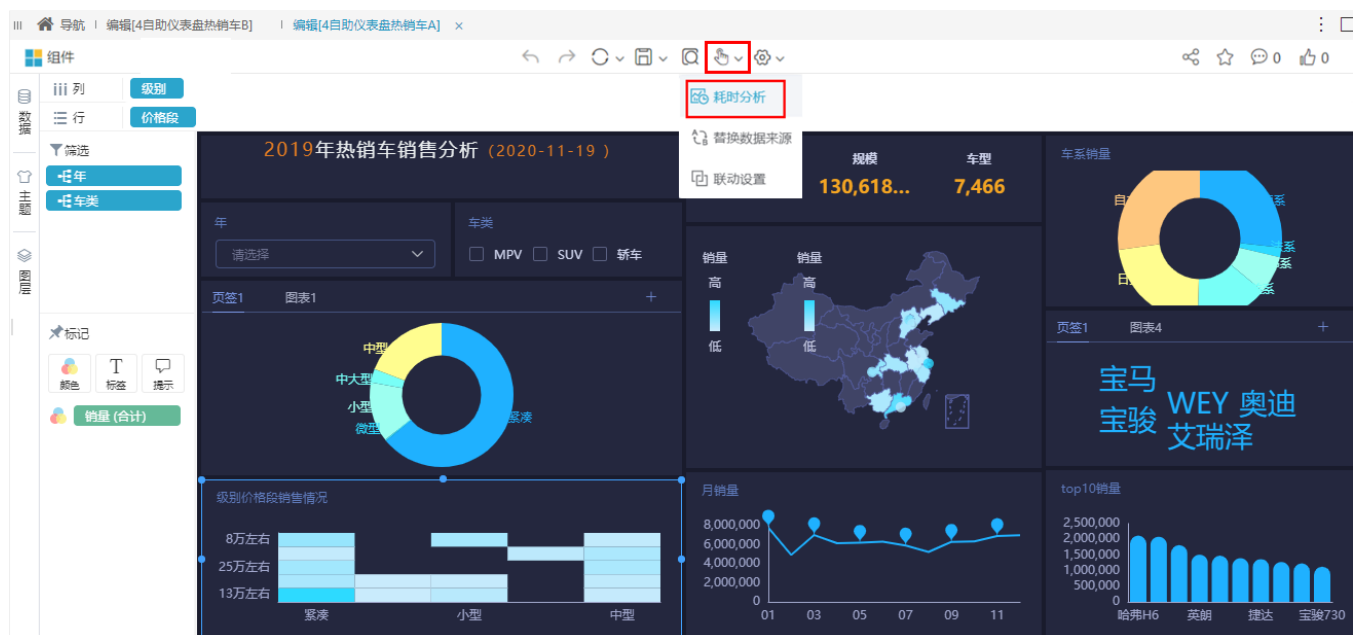 导航 编辑[4自助仪表盘热销车B] 编辑[4自助仪表盘热销车A] ×
组件 0 0
列 级别
行 价格段
数据
主题
图层
筛选
年
车类
标记
颜色 标签 提示
销量 (合计)
耗时分析
替换数据来源
联动设置
2019年热销车销售分析 (2020-11-19 )
规模 车型
130,618... 7,466
年
请选择
车类
MPV SUV 轿车
页签1 图表1 +
中型
中大型
小型
微型
紧凑
销量 销量
高 高
低 低
车系销量
页签1 图表4 +
宝马
宝骏
WEY 奥迪
艾瑞泽
级别价格段销售情况
8万左右
25万左右
13万左右
紧凑 小型 中型
月销量
8,000,000
6,000,000
4,000,000
2,000,000
0
01 03 05 07 09 11
top10销量
2,500,000
2,000,000
1,500,000
1,000,000
500,000
0
哈弗H6 英朗 捷达 宝骏730